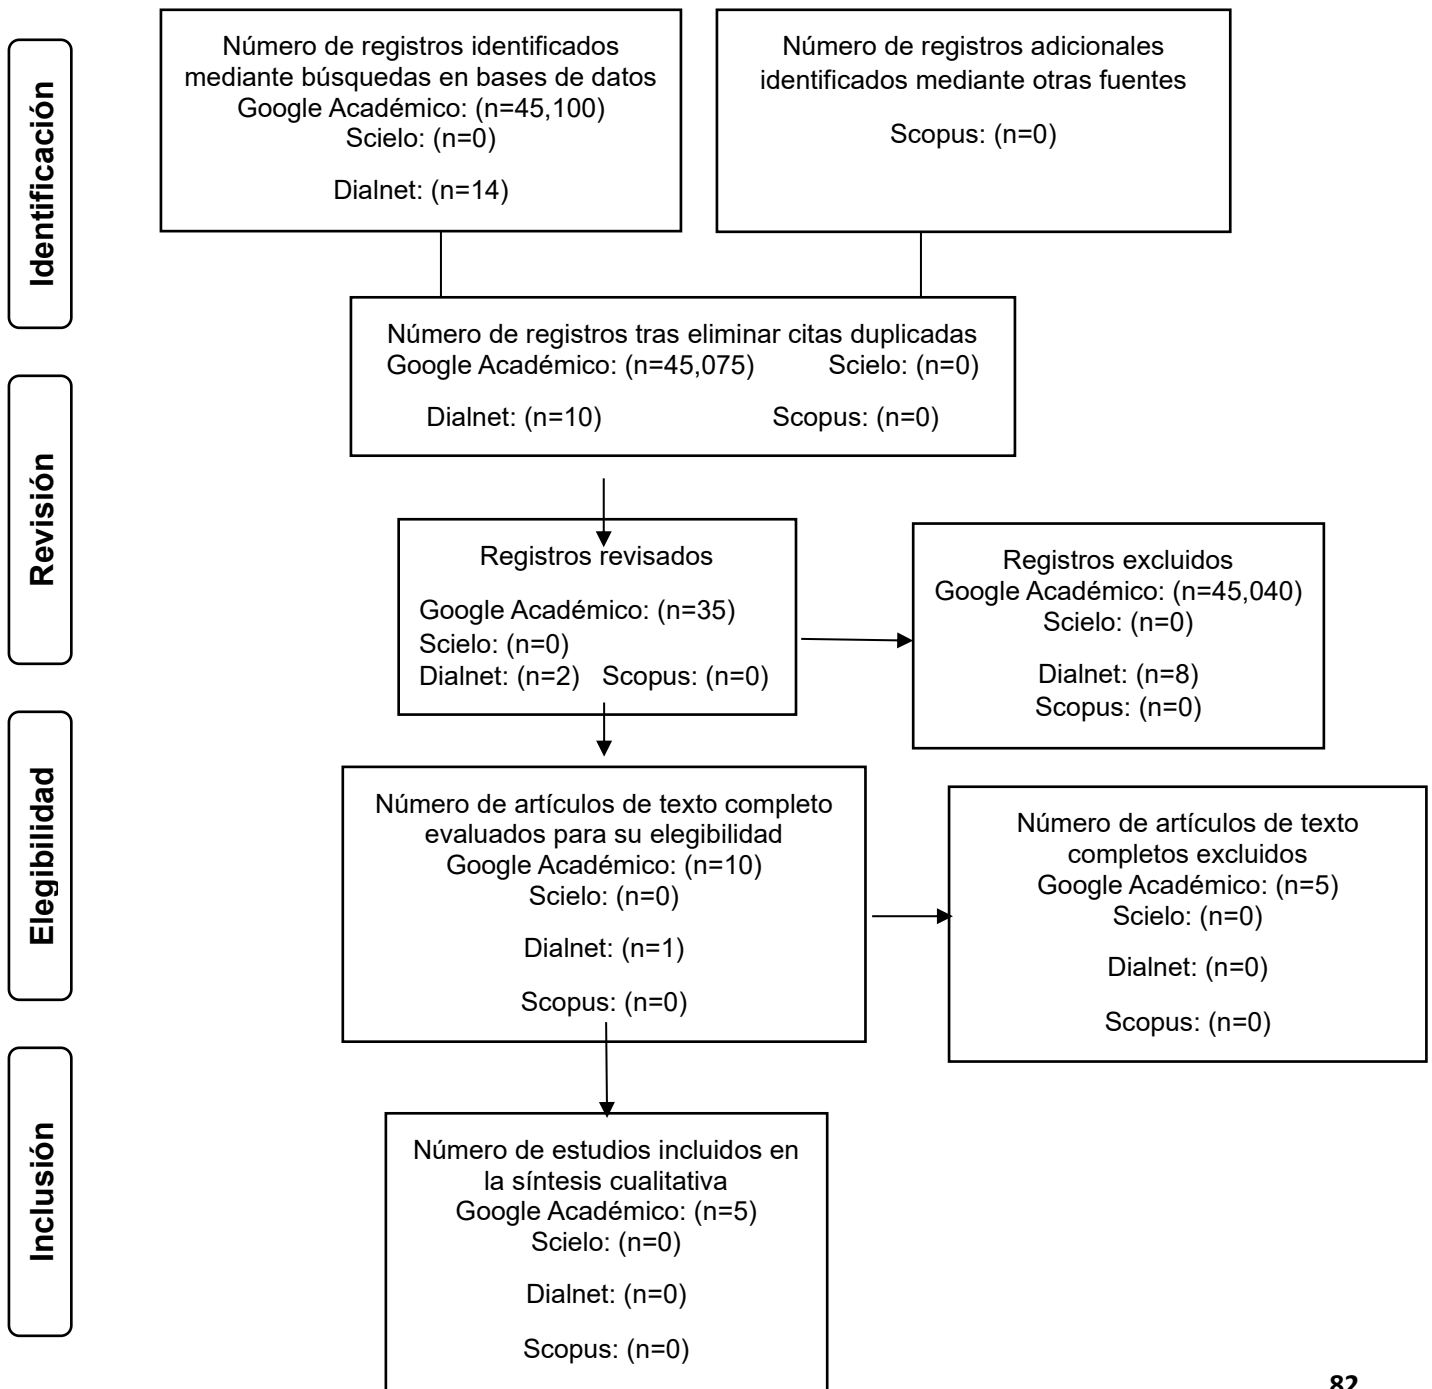 Identificación
Número de registros identificados
mediante búsquedas en bases de datos
Google Académico: (n=45,100)
Scielo: (n=0)
Dialnet: (n=14)
Número de registros adicionales
identificados mediante otras fuentes
Scopus: (n=0)
Número de registros tras eliminar citas duplicadas
Google Académico: (n=45,075) Scielo: (n=0)
Dialnet: (n=10) Scopus: (n=0)
Revisión
Registros revisados
Google Académico: (n=35)
Scielo: (n=0)
Dialnet: (n=2) Scopus: (n=0)
Registros excluidos
Google Académico: (n=45,040)
Scielo: (n=0)
Dialnet: (n=8)
Scopus: (n=0)
Elegibilidad
Número de artículos de texto completo
evaluados para su elegibilidad
Google Académico: (n=10)
Scielo: (n=0)
Dialnet: (n=1)
Scopus: (n=0)
Número de artículos de texto
completos excluidos
Google Académico: (n=5)
Scielo: (n=0)
Dialnet: (n=0)
Scopus: (n=0)
Inclusión
Número de estudios incluidos en
la síntesis cualitativa
Google Académico: (n=5)
Scielo: (n=0)
Dialnet: (n=0)
Scopus: (n=0)
82